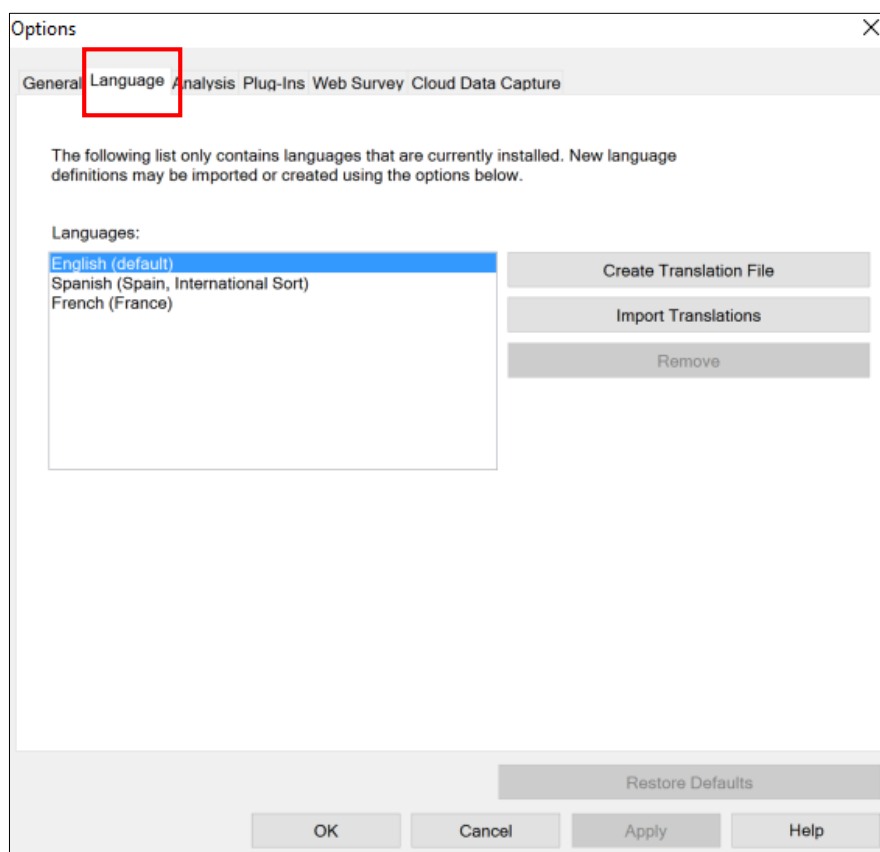 Options
General Language Analysis Plug-Ins Web Survey Cloud Data Capture
The following list only contains languages that are currently installed. New language
definitions may be imported or created using the options below.
Languages:
English (default)
Spanish (Spain, International Sort)
French (France)
Create Translation File
Import Translations
Remove
Restore Defaults
OK Cancel Apply Help